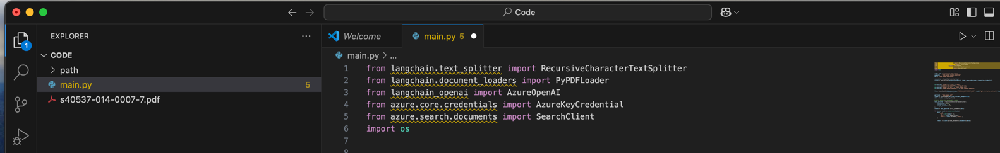 Code
EXPLORER
...
Welcome
main.py 5
CODE
main.py > ...
path
main.py 5
s40537-014-0007-7.pdf
1 from langchain.text_splitter import RecursiveCharacterTextSplitter
2 from langchain.document_loaders import PyPDFLoader
3 from langchain_openai import AzureOpenAI
4 from azure.core.credentials import AzureKeyCredential
5 from azure.search.documents import SearchClient
6 import os
7
8
1